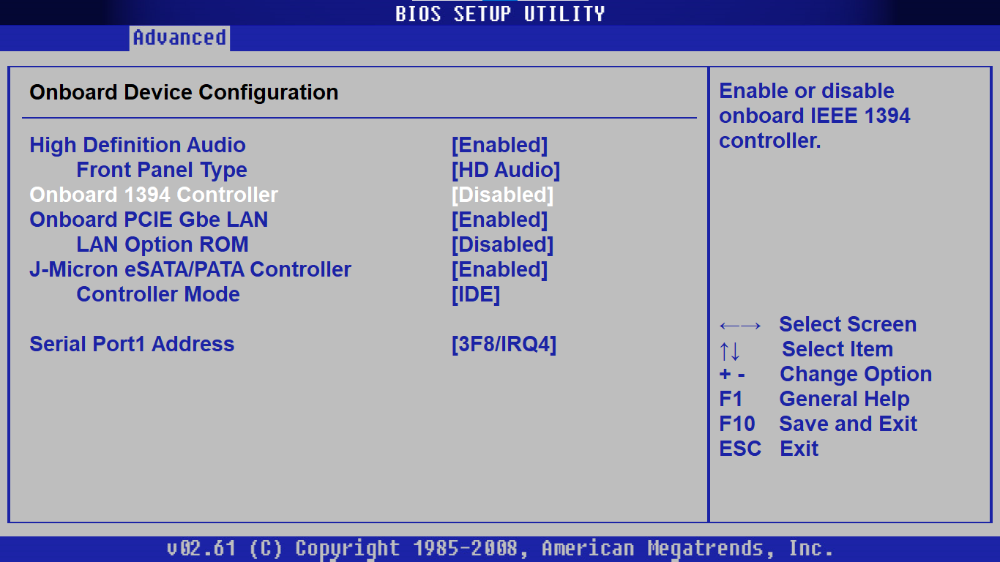 BIOS SETUP UTILITY
Advanced
Onboard Device Configuration
High Definition Audio [Enabled]
Front Panel Type [HD Audio]
Onboard 1394 Controller [Disabled]
Onboard PCIE Gbe LAN [Enabled]
LAN Option ROM [Disabled]
J-Micron eSATA/PATA Controller [Enabled]
Controller Mode [IDE]
Serial Port1 Address [3F8/IRQ4]
Enable or disable
onboard IEEE 1394
controller.
←→ Select Screen
↑↓ Select Item
+ - Change Option
F1 General Help
F10 Save and Exit
ESC Exit
v02.61 (C) Copyright 1985-2008, American Megatrends, Inc.